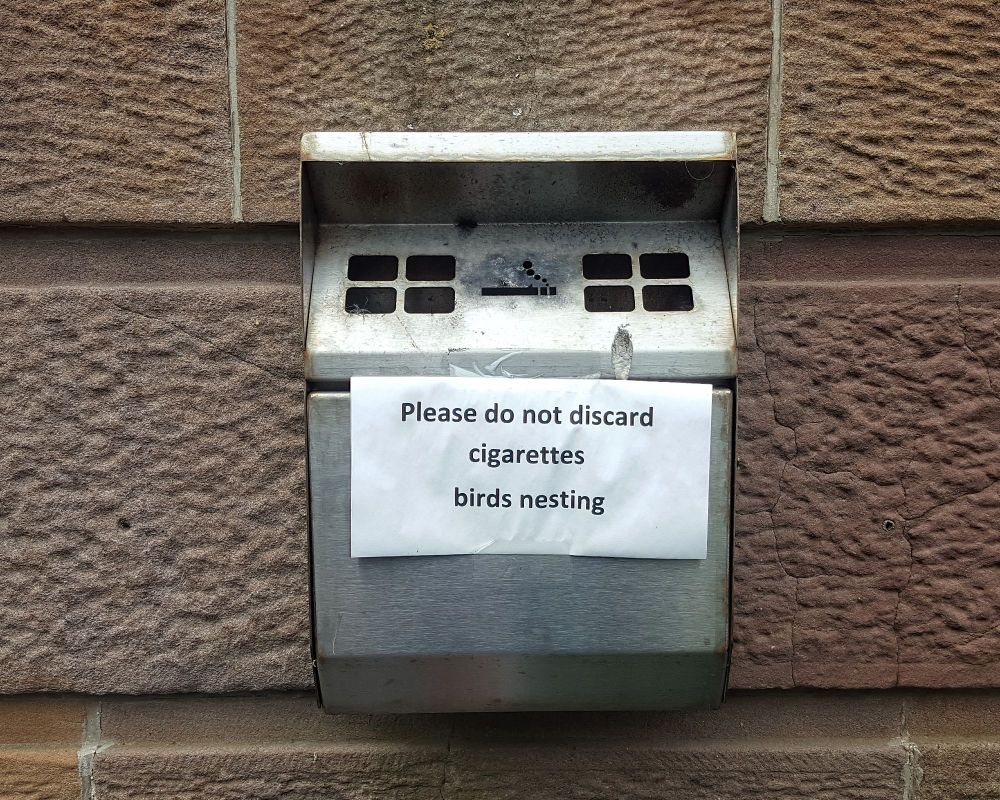 Please do not discard
cigarettes
birds nesting